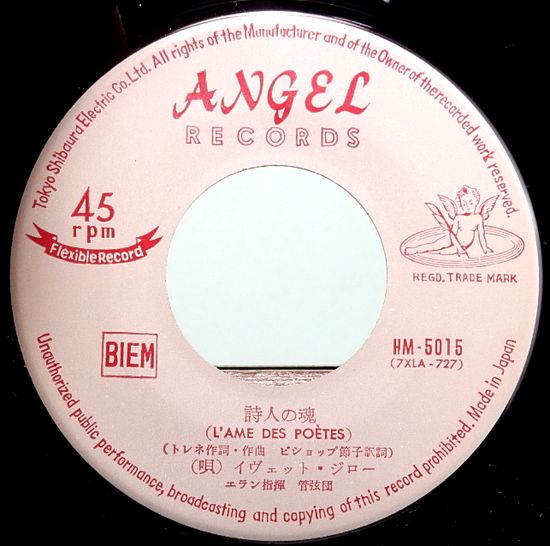 Tokyo Shibaura Electric Co. Ltd. All rights of the Manufacturer and of the Owner of the recorded work reserved.
ANGEL
RECORDS
45
rpm
Flexible Record
REGD. TRADE MARK
BIEM
HM-5015
(7XLA-727)
詩人の魂
(L'AME DES POÈTES)
(トレネ作詞・作曲 ビショップ節子訳詞)
(唄) イヴェット・ジロー
エラン指揮 管弦団
Unauthorized public performance, broadcasting and copying of this record prohibited. Made in Japan